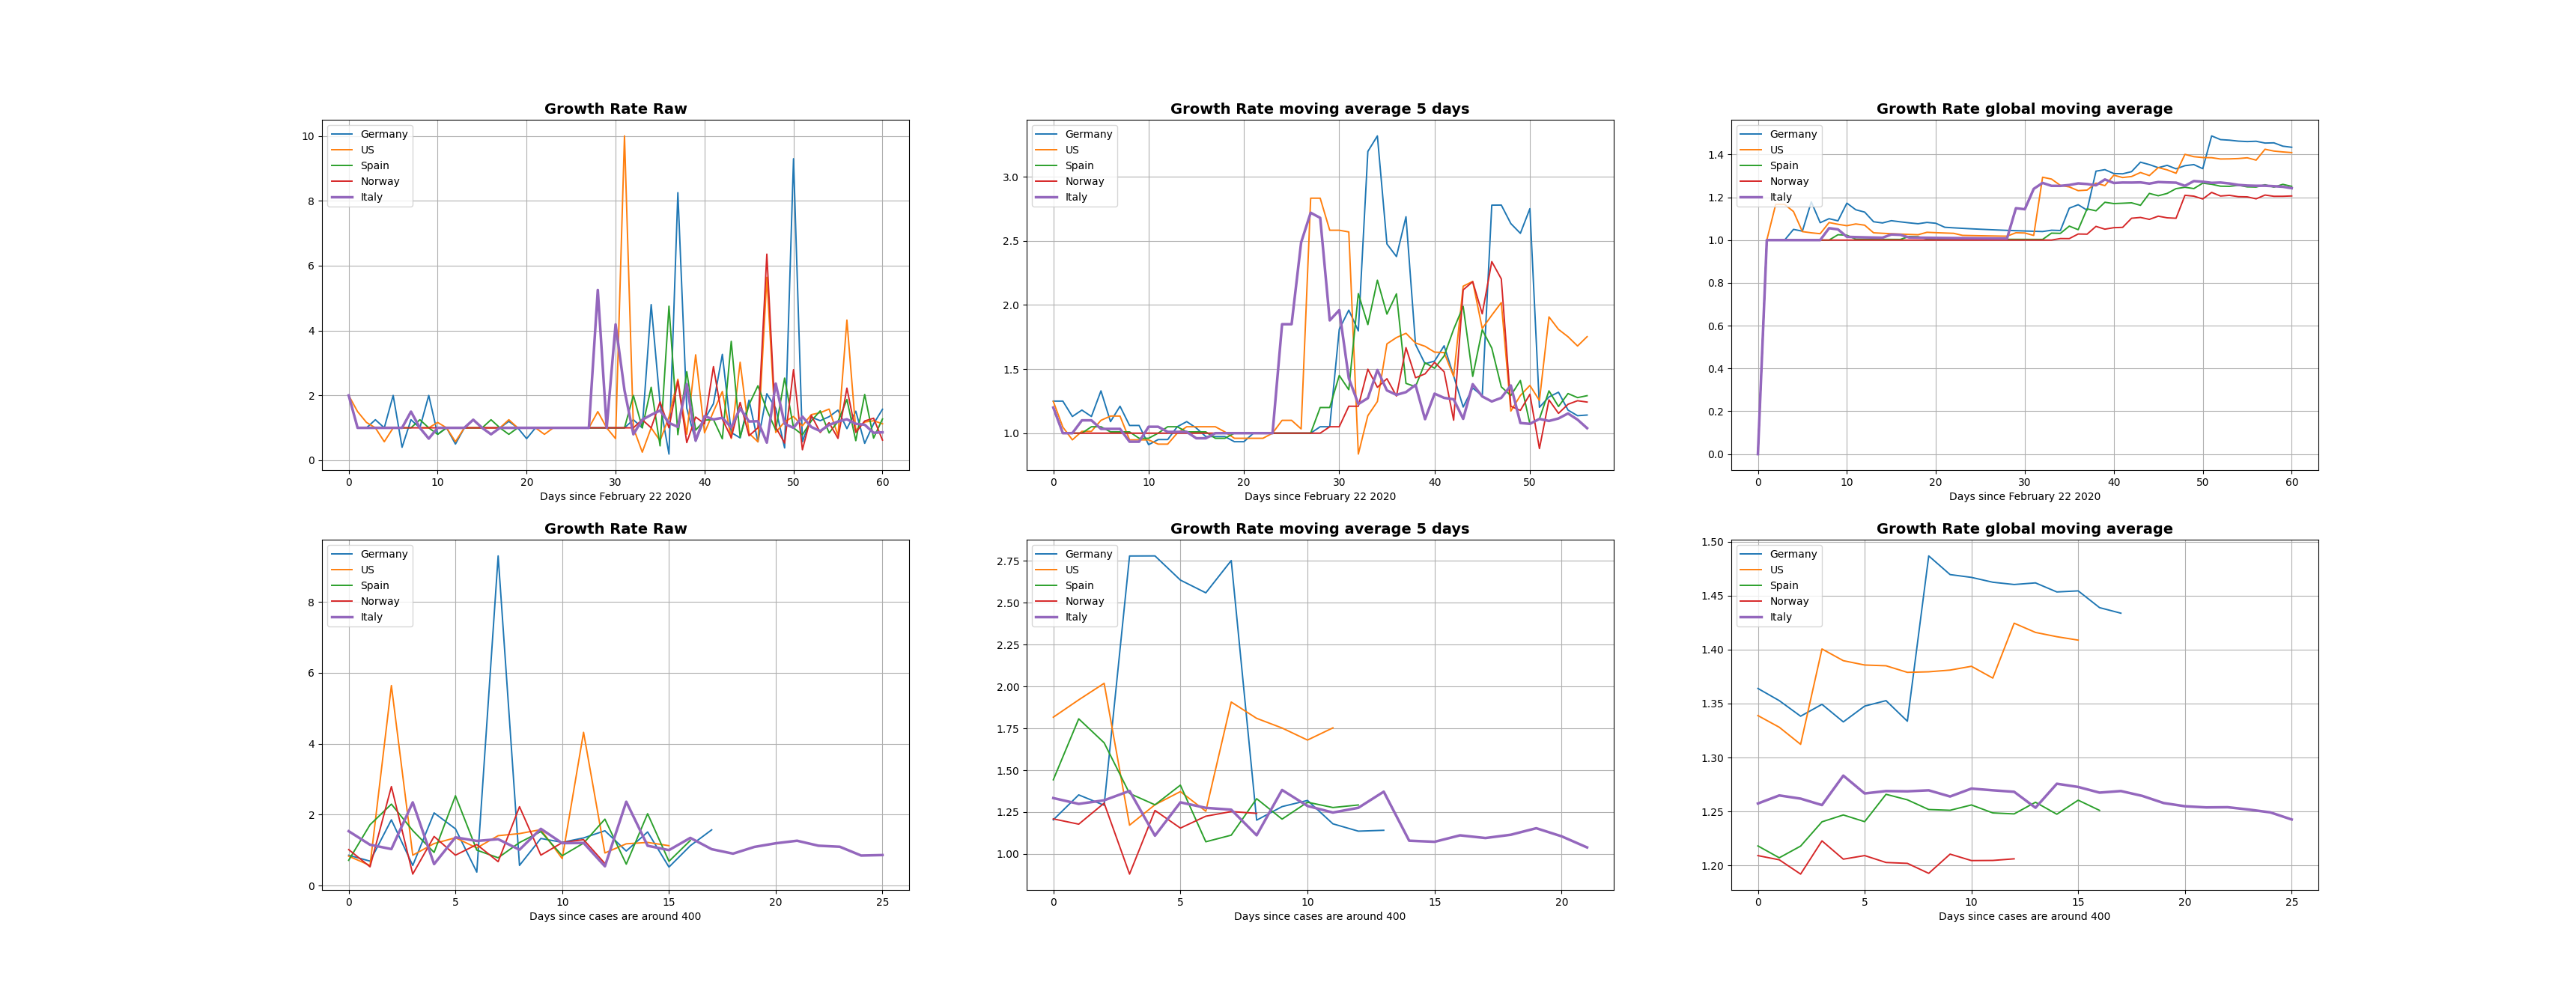 Growth Rate Raw
Germany
US
Spain
Norway
Italy
10
8
6
4
2
0
0 10 20 30 40 50 60
Days since February 22 2020
Growth Rate moving average 5 days
Germany
US
Spain
Norway
Italy
3.0
2.5
2.0
1.5
1.0
0 10 20 30 40 50
Days since February 22 2020
Growth Rate global moving average
Germany
US
Spain
Norway
Italy
1.4
1.2
1.0
0.8
0.6
0.4
0.2
0.0
0 10 20 30 40 50 60
Days since February 22 2020
Growth Rate Raw
Germany
US
Spain
Norway
Italy
8
6
4
2
0
0 5 10 15 20 25
Days since cases are around 400
Growth Rate moving average 5 days
Germany
US
Spain
Norway
Italy
2.75
2.50
2.25
2.00
1.75
1.50
1.25
1.00
0 5 10 15 20
Days since cases are around 400
Growth Rate global moving average
Germany
US
Spain
Norway
Italy
1.50
1.45
1.40
1.35
1.30
1.25
1.20
0 5 10 15 20 25
Days since cases are around 400